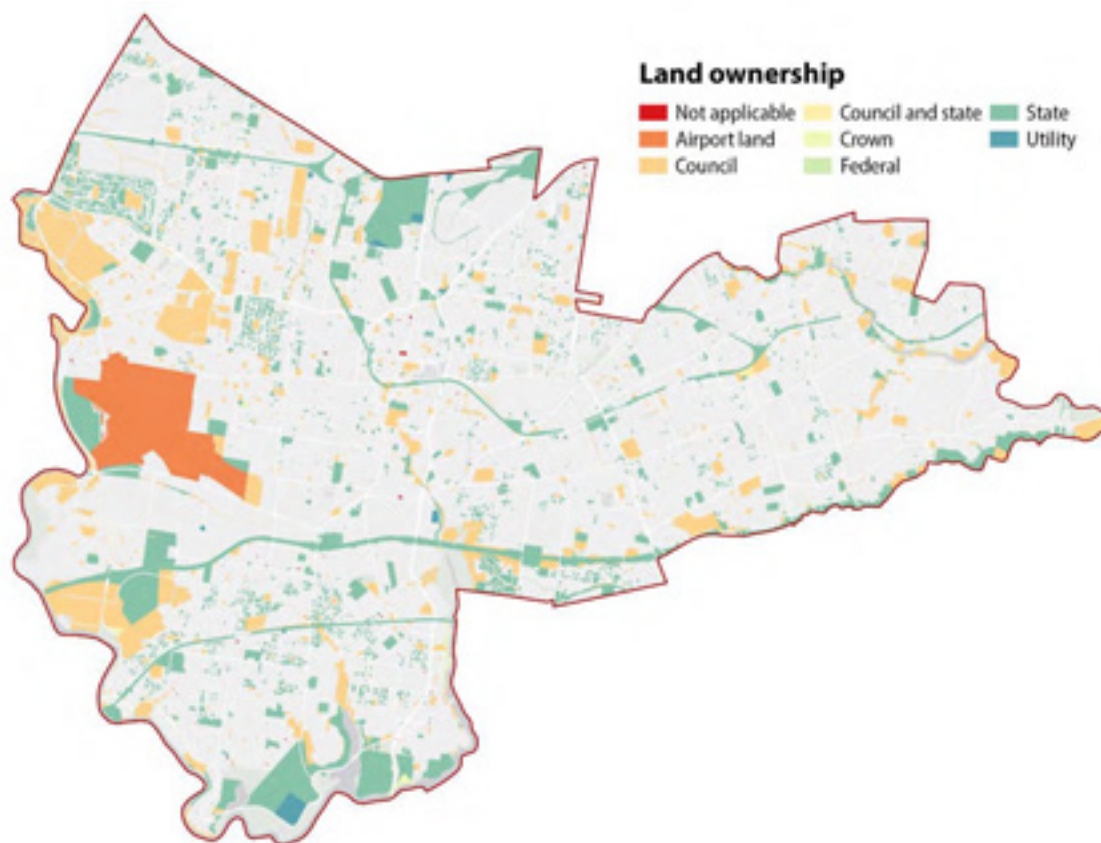 Land ownership
Not applicable Council and state State
Airport land Crown Utility
Council Federal